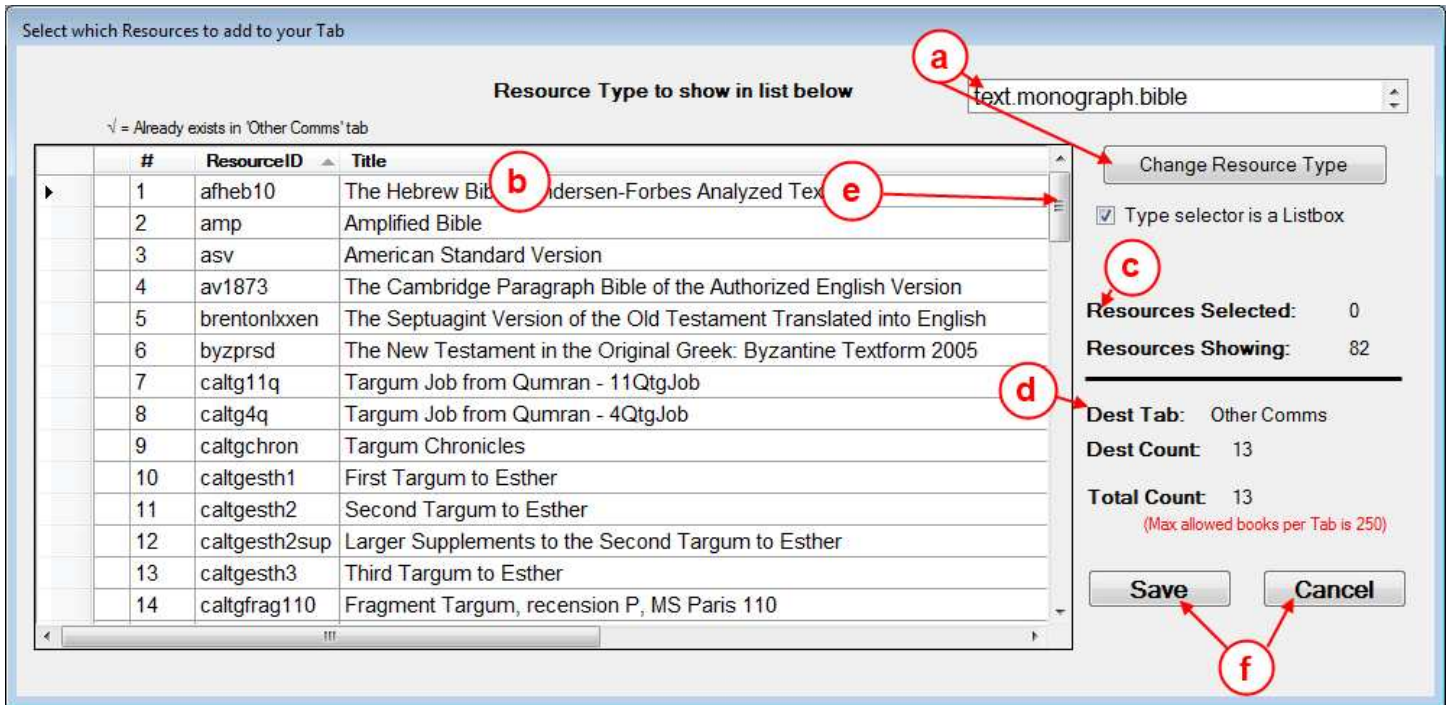 Select which Resources to add to your Tab
a
Resource Type to show in list below
text.monograph.bible
√ = Already exists in 'Other Comms' tab
# ResourceID Title
Change Resource Type
b
e
1 afheb10 The Hebrew ndersen-Forbes Analyzed
Type selector is a Listbox
2 amp Amplified Bible
3 asv American Standard Version
c
4 av1873 The Cambridge Paragraph Bible of the Authorized English Version
Resources Selected: 0
5 brentonlxxen The Septuagint Version of the Old Testament Translated into English
Resources Showing: 82
6 byzprsd The New Testament in the Original Greek: Byzantine Textform 2005
7 caltg11q Targum Job from Qumran - 11QtgJob
d
8 caltg4q Targum Job from Qumran - 4QtgJob
Dest Tab: Other Comms
9 caltgchron Targum Chronicles
Dest Count: 13
10 caltgesth1 First Targum to Esther
Total Count: 13
11 caltgesth2 Second Targum to Esther
(Max allowed books per Tab is 250)
12 caltgesth2sup Larger Supplements to the Second Targum to Esther
13 caltgesth3 Third Targum to Esther
Save Cancel
14 caltgfrag110 Fragment Targum, recension P, MS Paris 110
f